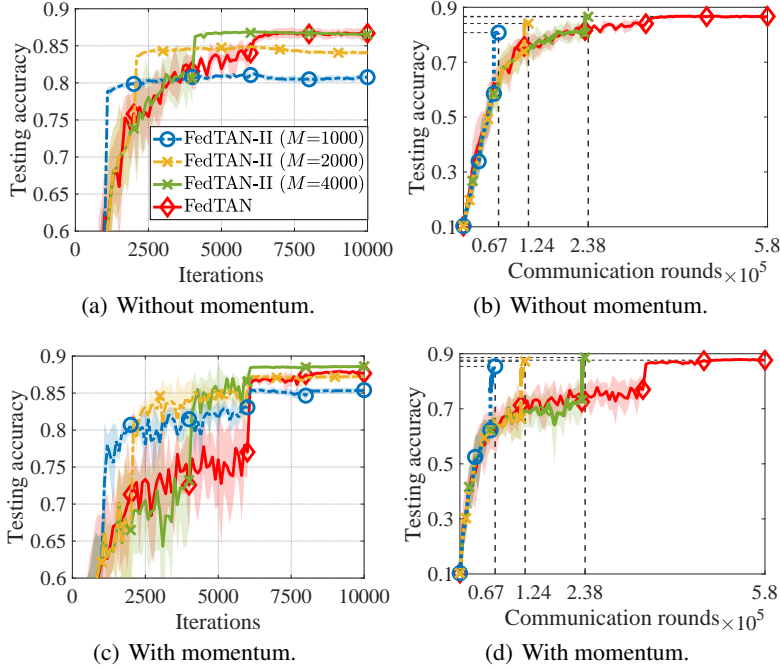 0.9
0.85
0.8
0.75
0.7
0.65
0.6
Testing accuracy
FedTAN-II (M=1000)
FedTAN-II (M=2000)
FedTAN-II (M=4000)
FedTAN
0 2500 5000 7500 10000
Iterations
(a) Without momentum.
0.9
0.7
0.5
0.3
0.1
Testing accuracy
0.67 1.24 2.38 5.8
Communication rounds×10^5
(b) Without momentum.
0.9
0.85
0.8
0.75
0.7
0.65
0.6
Testing accuracy
0 2500 5000 7500 10000
Iterations
(c) With momentum.
0.9
0.7
0.5
0.3
0.1
Testing accuracy
0.67 1.24 2.38 5.8
Communication rounds×10^5
(d) With momentum.